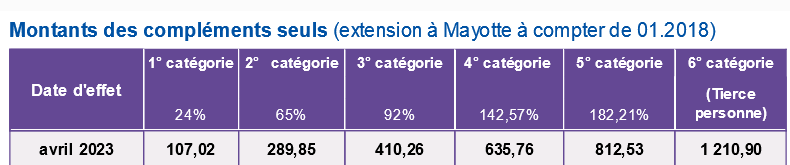 Montants des compléments seuls (extension à Mayotte à compter de 01.2018)
Date d'effet 1° catégorie 2° catégorie 3° catégorie 4° catégorie 5° catégorie 6° catégorie
24% 65% 92% 142,57% 182,21% (Tierce personne)
avril 2023 107,02 289,85 410,26 635,76 812,53 1 210,90